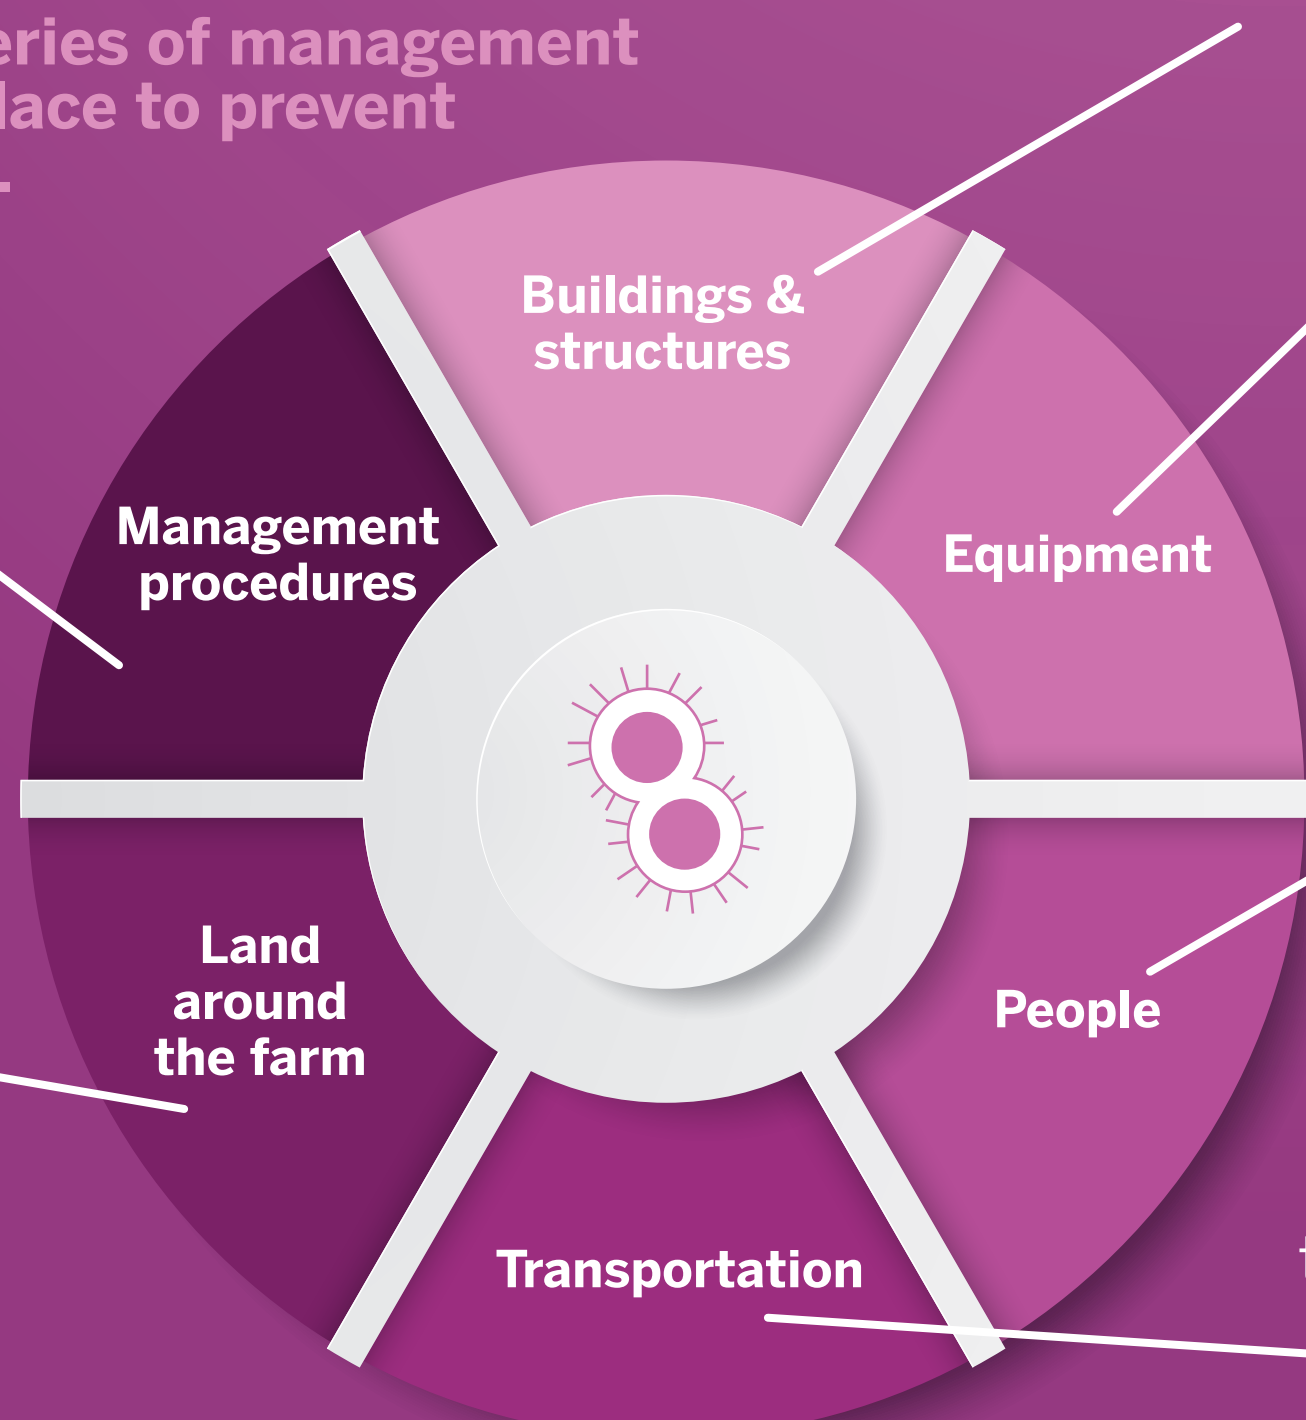 eries of management
lace to prevent
Buildings &
structures
Management
procedures
Equipment
Land
around
the farm
People
Transportation